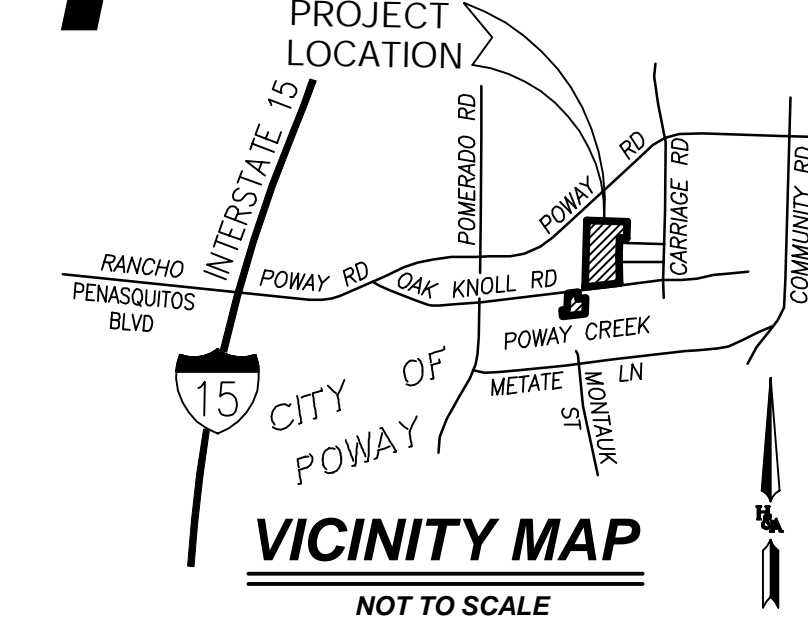 PROJECT
LOCATION
INTERSTATE 15
POMERADO RD
POWAY RD
CARRIAGE RD
COMMUNITY RD
RANCHO
PENASQUITOS
BLVD
POWAY RD
OAK KNOLL RD
POWAY CREEK
METATE LN
MONTAUK
ST
15
CITY OF
POWAY
H&A
VICINITY MAP
NOT TO SCALE